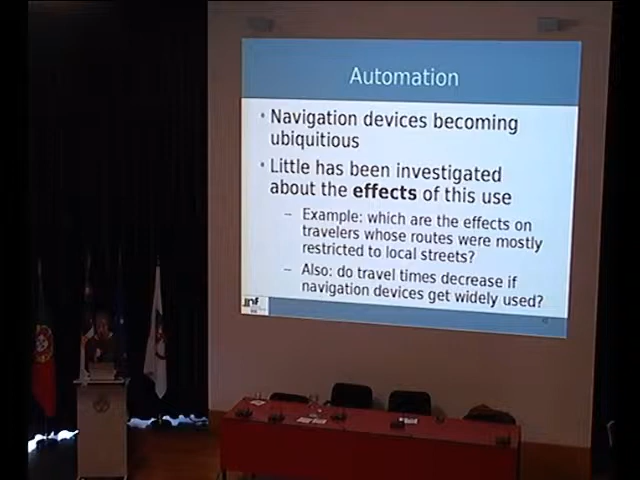 Automation
• Navigation devices becoming
ubiquitious
• Little has been investigated
about the effects of this use
– Example: which are the effects on
travelers whose routes were mostly
restricted to local streets?
– Also: do travel times decrease if
navigation devices get widely used?
inf